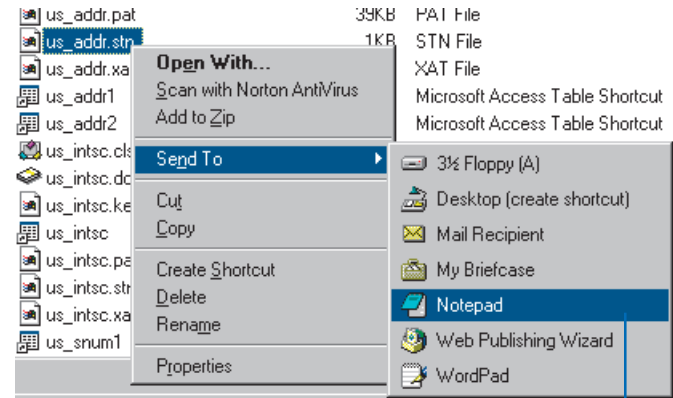 us_addr.pat 39KB PAT File
us_addr.stn 1KB STN File
us_addr.xa XAT File
us_addr1 Microsoft Access Table Shortcut
us_addr2 Microsoft Access Table Shortcut
us_intsc.cls
us_intsc.dc
us_intsc.ke
us_intsc
us_intsc.pa
us_intsc.str
us_intsc.xa
us_snum1
Open With...
Scan with Norton AntiVirus
Add to Zip
Send To
Cut
Copy
Create Shortcut
Delete
Rename
Properties
3½ Floppy (A)
Desktop (create shortcut)
Mail Recipient
My Briefcase
Notepad
Web Publishing Wizard
WordPad